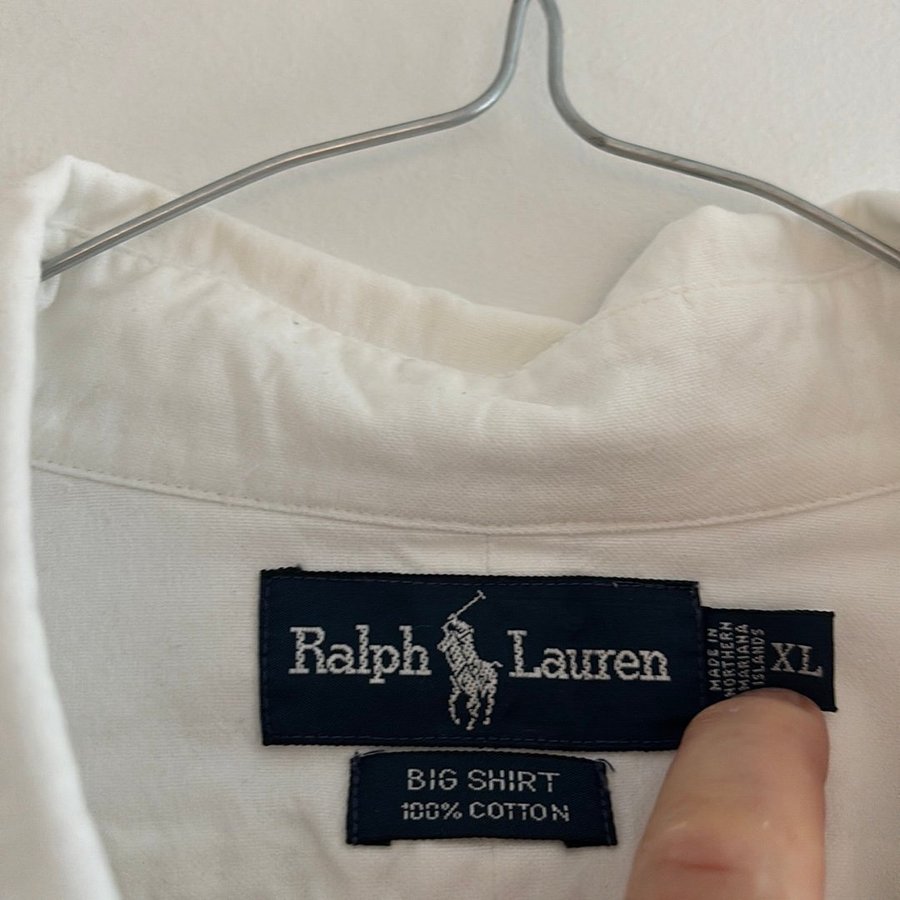 Ralph Lauren
MADE IN
NORTHERN
MARIANA
ISLANDS
XL
BIG SHIRT
100% COTTON